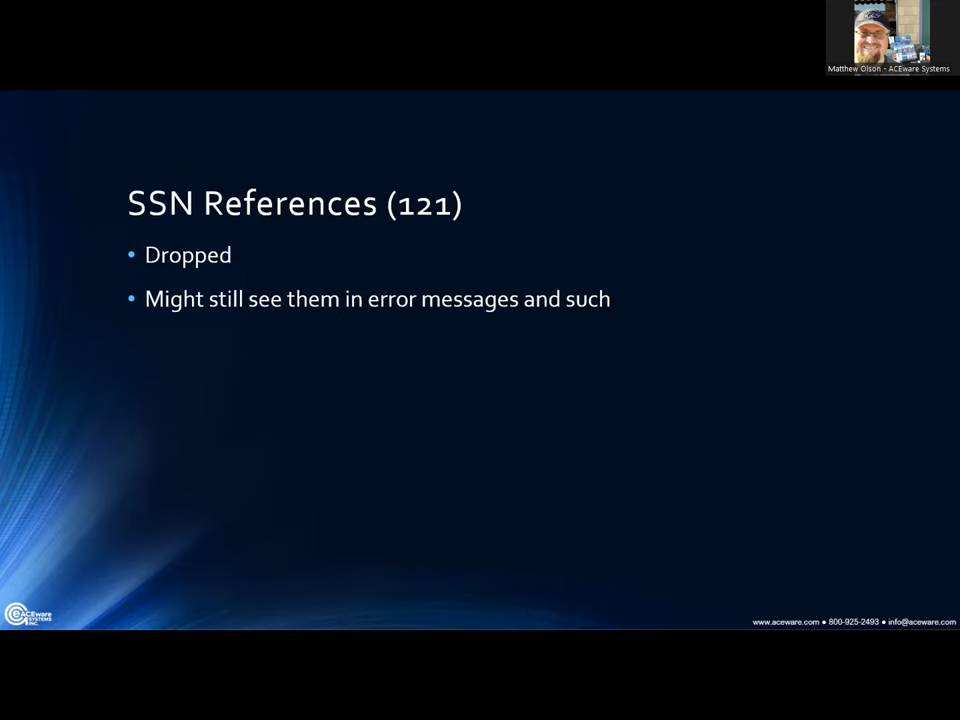 Matthew Olson - ACEware Systems
SSN References (121)
• Dropped
• Might still see them in error messages and such
ACEware
SYSTEMS
INC.
www.aceware.com ● 800-925-2493 ● info@aceware.com